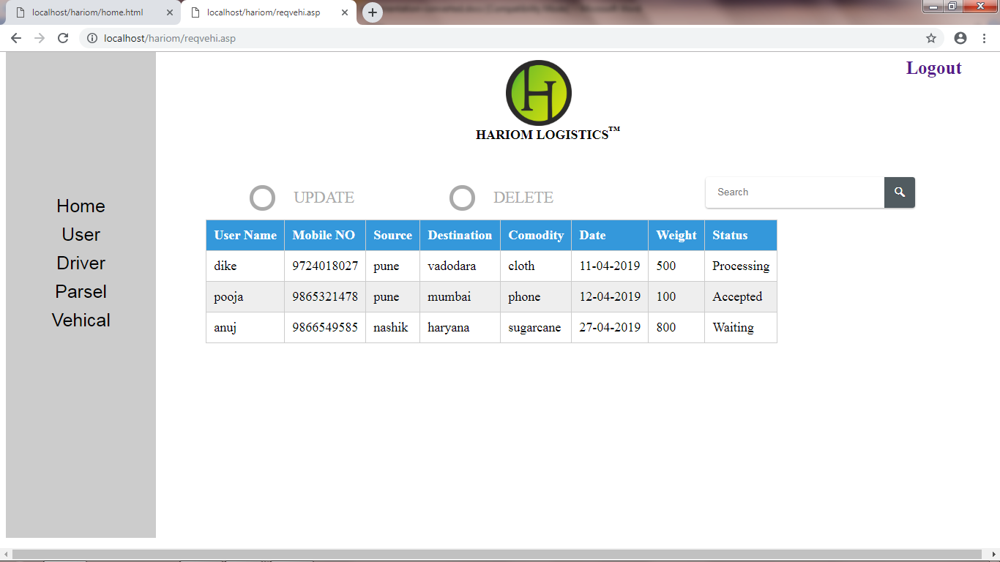 localhost/hariom/home.html
localhost/hariom/reqvehi.asp
localhost/hariom/reqvehi.asp
Logout
H
HARIOM LOGISTICS™
Home
User
Driver
Parsel
Vehical
UPDATE
DELETE
Search
User Name Mobile NO Source Destination Comodity Date Weight Status
dike 9724018027 pune vadodara cloth 11-04-2019 500 Processing
pooja 9865321478 pune mumbai phone 12-04-2019 100 Accepted
anuj 9866549585 nashik haryana sugarcane 27-04-2019 800 Waiting